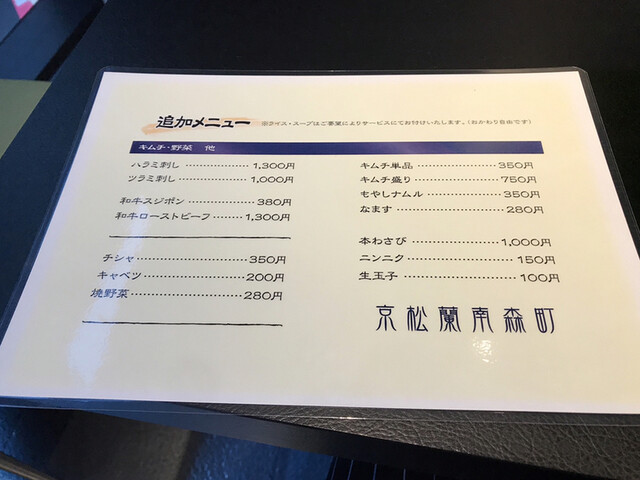 追加メニュー ※ライス・スープはご要望によりサービスにてお付けいたします。(おかわり自由です)
キムチ・野菜 他
ハラミ刺し ………… 1,300円
ツラミ刺し ………… 1,000円
和牛スジポン ………… 380円
和牛ローストビーフ …… 1,300円
チシャ ………… 350円
キャベツ ………… 200円
焼野菜 ………… 280円
キムチ単品 ………… 350円
キムチ盛り ………… 750円
もやしナムル ………… 350円
なます ………… 280円
本わさび ………… 1,000円
ニンニク ………… 150円
生玉子 ………… 100円
京松蘭南森町